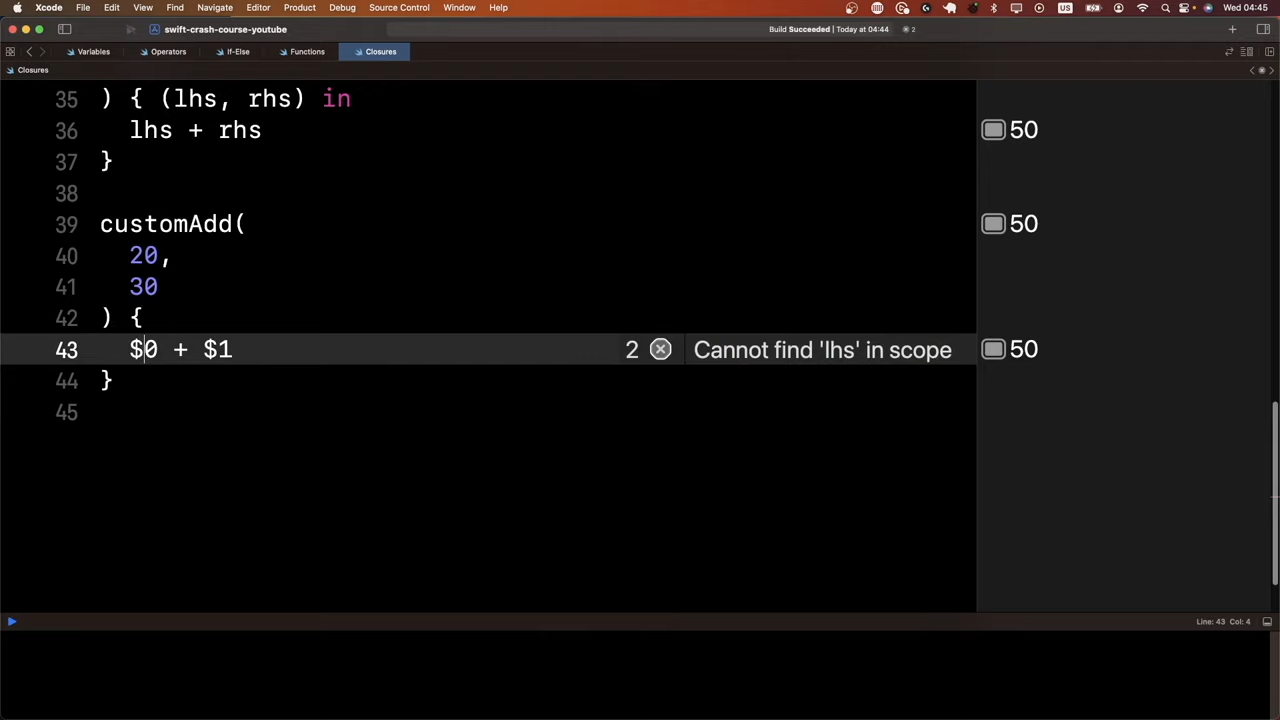 Xcode File Edit View Find Navigate Editor Product Debug Source Control Window Help US Wed 04:45
swift-crash-course-youtube Build Succeeded | Today at 04:44 2
Variables Operators If-Else Functions Closures
Closures
35 ) { (lhs, rhs) in
36 lhs + rhs 50
37 }
38
39 customAdd( 50
40 20,
41 30
42 ) {
43 $0 + $1 2 Cannot find 'lhs' in scope 50
44 }
45
Line: 43 Col: 4